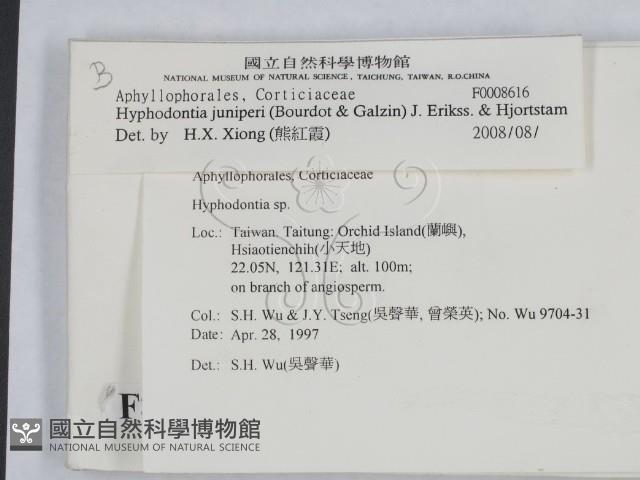 B
國立自然科學博物館
NATIONAL MUSEUM OF NATURAL SCIENCE, TAICHUNG, TAIWAN, R.O.CHINA
Aphyllophorales, Corticiaceae F0008616
Hyphodontia juniperi (Bourdot & Galzin) J. Erikss. & Hjortstam
Det. by H.X. Xiong (熊紅霞) 2008/08/
Aphyllophorales, Corticiaceae
Hyphodontia sp.
Loc.: Taiwan. Taitung: Orchid Island(蘭嶼),
Hsiaotienchih(小天地)
22.05N, 121.31E; alt. 100m;
on branch of angiosperm.
Col.: S.H. Wu & J.Y. Tseng(吳聲華, 曾榮英); No. Wu 9704-31
Date: Apr. 28, 1997
Det.: S.H. Wu(吳聲華)
F
國立自然科學博物館
NATIONAL MUSEUM OF NATURAL SCIENCE